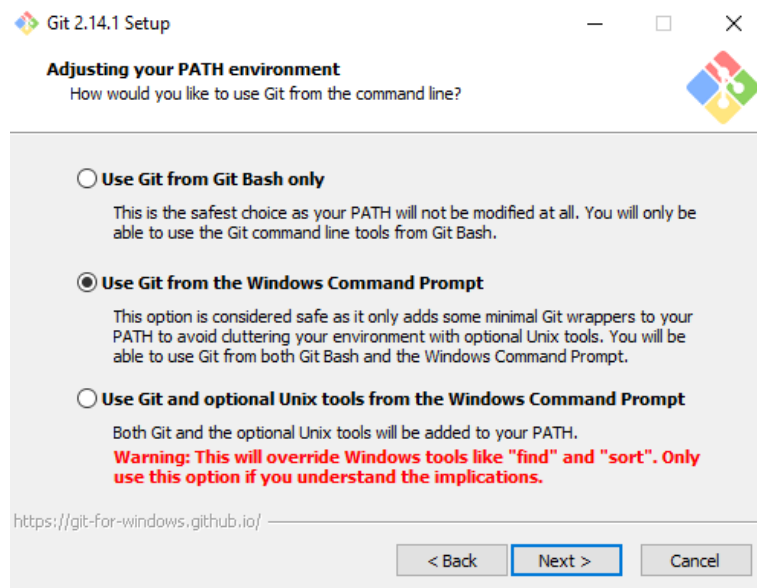 Git 2.14.1 Setup
Adjusting your PATH environment
How would you like to use Git from the command line?
Use Git from Git Bash only
This is the safest choice as your PATH will not be modified at all. You will only be
able to use the Git command line tools from Git Bash.
Use Git from the Windows Command Prompt
This option is considered safe as it only adds some minimal Git wrappers to your
PATH to avoid cluttering your environment with optional Unix tools. You will be
able to use Git from both Git Bash and the Windows Command Prompt.
Use Git and optional Unix tools from the Windows Command Prompt
Both Git and the optional Unix tools will be added to your PATH.
Warning: This will override Windows tools like "find" and "sort". Only
use this option if you understand the implications.
https://git-for-windows.github.io/
< Back Next > Cancel